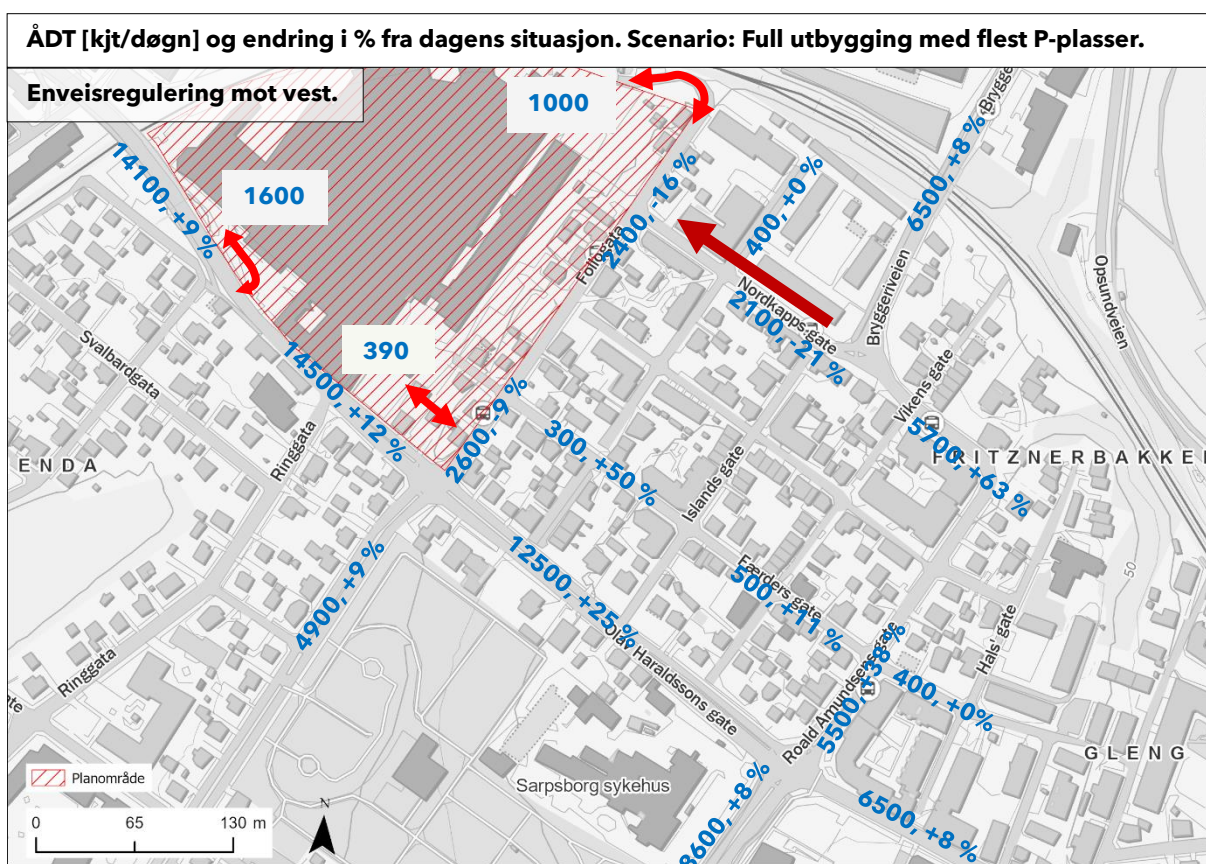 ÅDT [kjt/døgn] og endring i % fra dagens situasjon. Scenario: Full utbygging med flest P-plasser.
Enveisregulering mot vest.
1000
Brygge
14100, +9 %
1600
2400, -16 %
Follogata
400, +0 %
6500, +8 %
Bryggeriveien
Opsundveien
Nordkapps gate
2100, -21 %
390
Svalbardgata
14500, +12 %
2600, -9 %
Vikens gate
Ringgata
300, +50 %
Islands gate
5700, +63 %
ENDA
FRITZNERBAKKEN
12500, +25 %
Olav Haraldssons gate
4900, +9 %
Færders gate
500, +11 %
50
Ringgata
Hals' gate
Roald Amundsens gate
5500, +38 %
400, +0%
gate
GLENG
Planområde
Sarpsborg sykehus
8600, +8 %
6500, +8 %
0 65 130 m
N